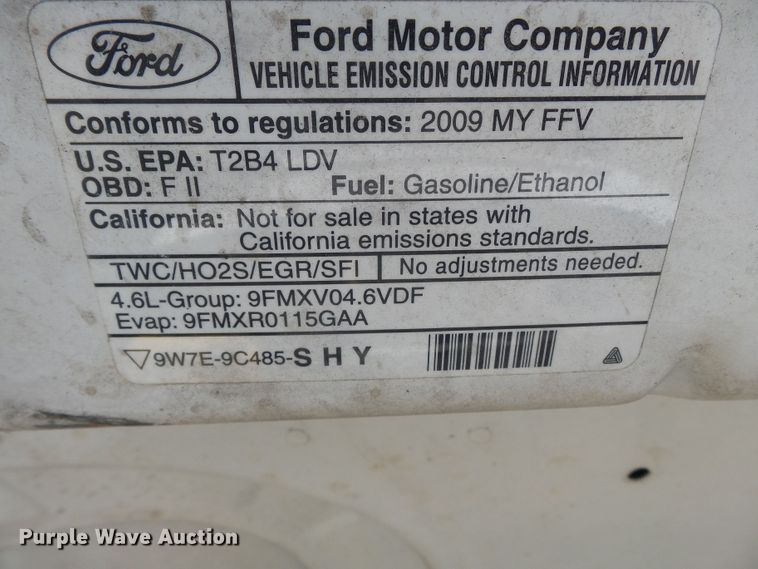 Ford
Ford Motor Company
VEHICLE EMISSION CONTROL INFORMATION
Conforms to regulations: 2009 MY FFV
U.S. EPA: T2B4 LDV
OBD: F II Fuel: Gasoline/Ethanol
California: Not for sale in states with
California emissions standards.
TWC/HO2S/EGR/SFI No adjustments needed.
4.6L-Group: 9FMXV04.6VDF
Evap: 9FMXR0115GAA
9W7E-9C485-S H Y
Purple Wave Auction